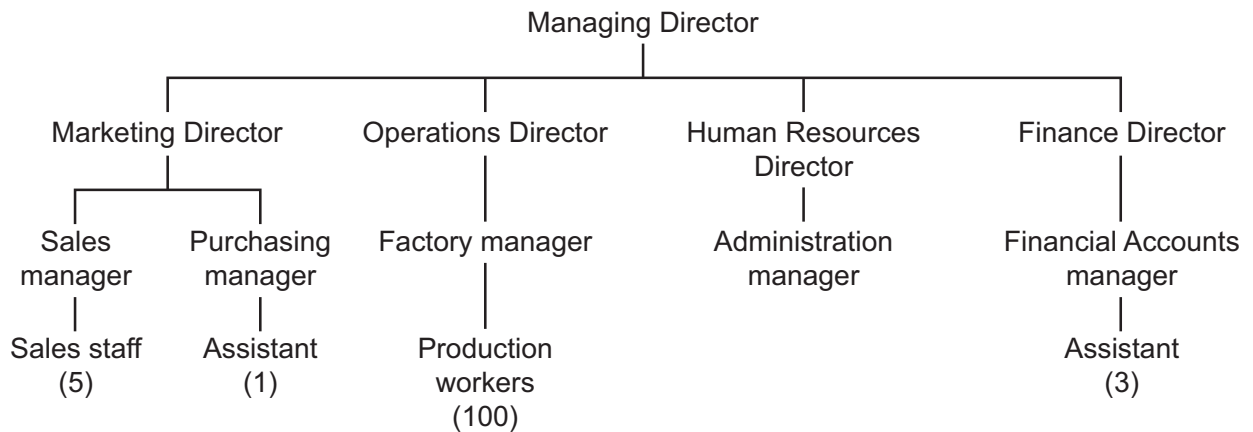 Managing Director
Marketing Director
Operations Director
Human Resources
Director
Finance Director
Sales
manager
Purchasing
manager
Factory manager
Administration
manager
Financial Accounts
manager
Sales staff
(5)
Assistant
(1)
Production
workers
(100)
Assistant
(3)